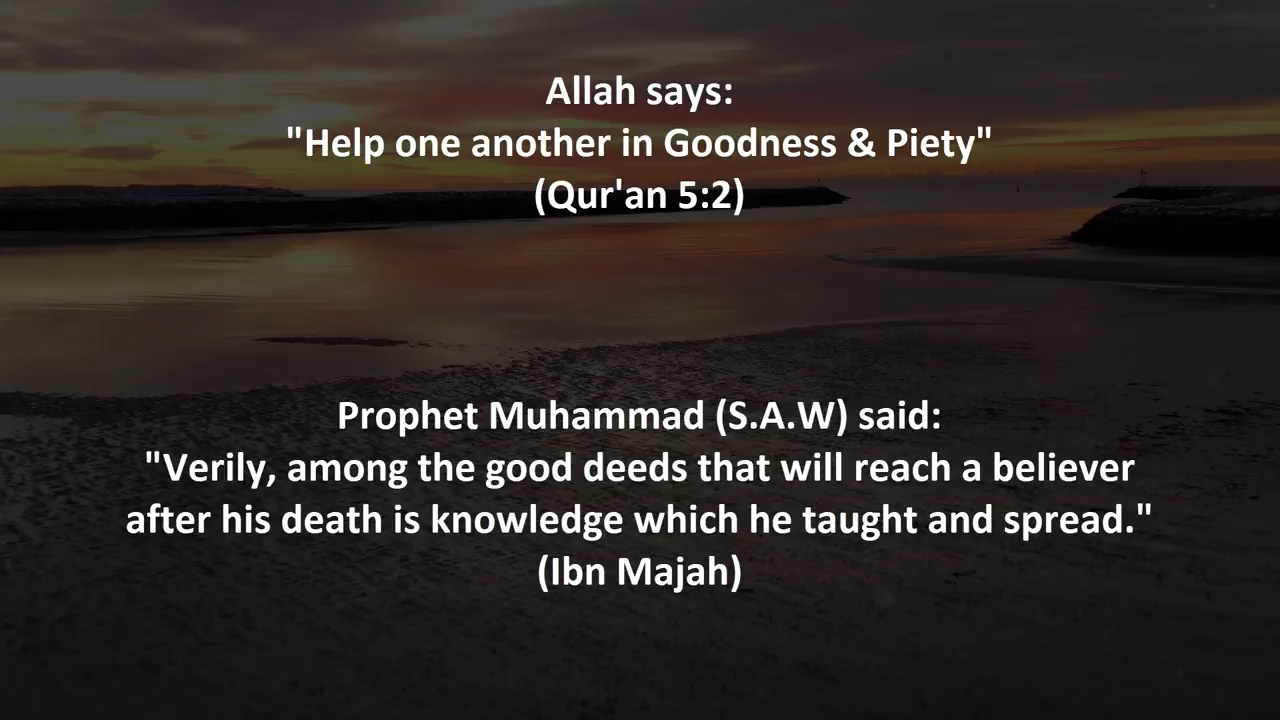 Allah says:
"Help one another in Goodness & Piety"
(Qur'an 5:2)
Prophet Muhammad (S.A.W) said:
"Verily, among the good deeds that will reach a believer
after his death is knowledge which he taught and spread."
(Ibn Majah)